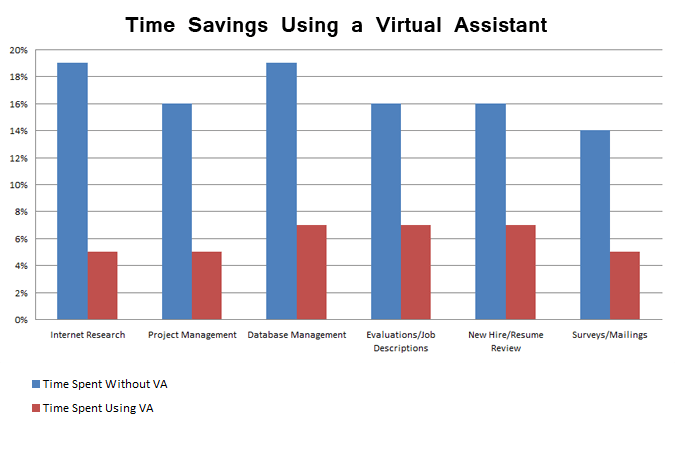 Time Savings Using a Virtual Assistant
20%
18%
16%
14%
12%
10%
8%
6%
4%
2%
0%
Internet Research
Project Management
Database Management
Evaluations/Job
Descriptions
New Hire/Resume
Review
Surveys/Mailings
Time Spent Without VA
Time Spent Using VA